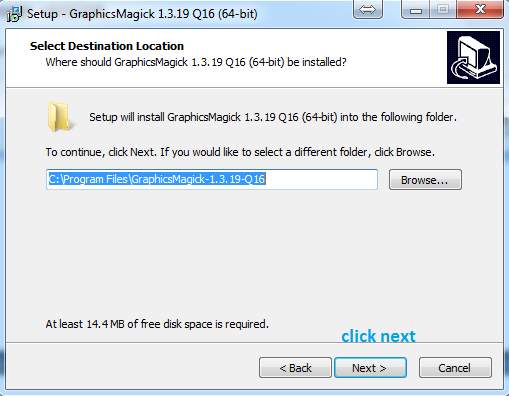 Setup - GraphicsMagick 1.3.19 Q16 (64-bit)
Select Destination Location
Where should GraphicsMagick 1.3.19 Q16 (64-bit) be installed?
Setup will install GraphicsMagick 1.3.19 Q16 (64-bit) into the following folder.
To continue, click Next. If you would like to select a different folder, click Browse.
C:\Program Files\GraphicsMagick-1.3.19-Q16
Browse...
At least 14.4 MB of free disk space is required.
click next
< Back
Next >
Cancel